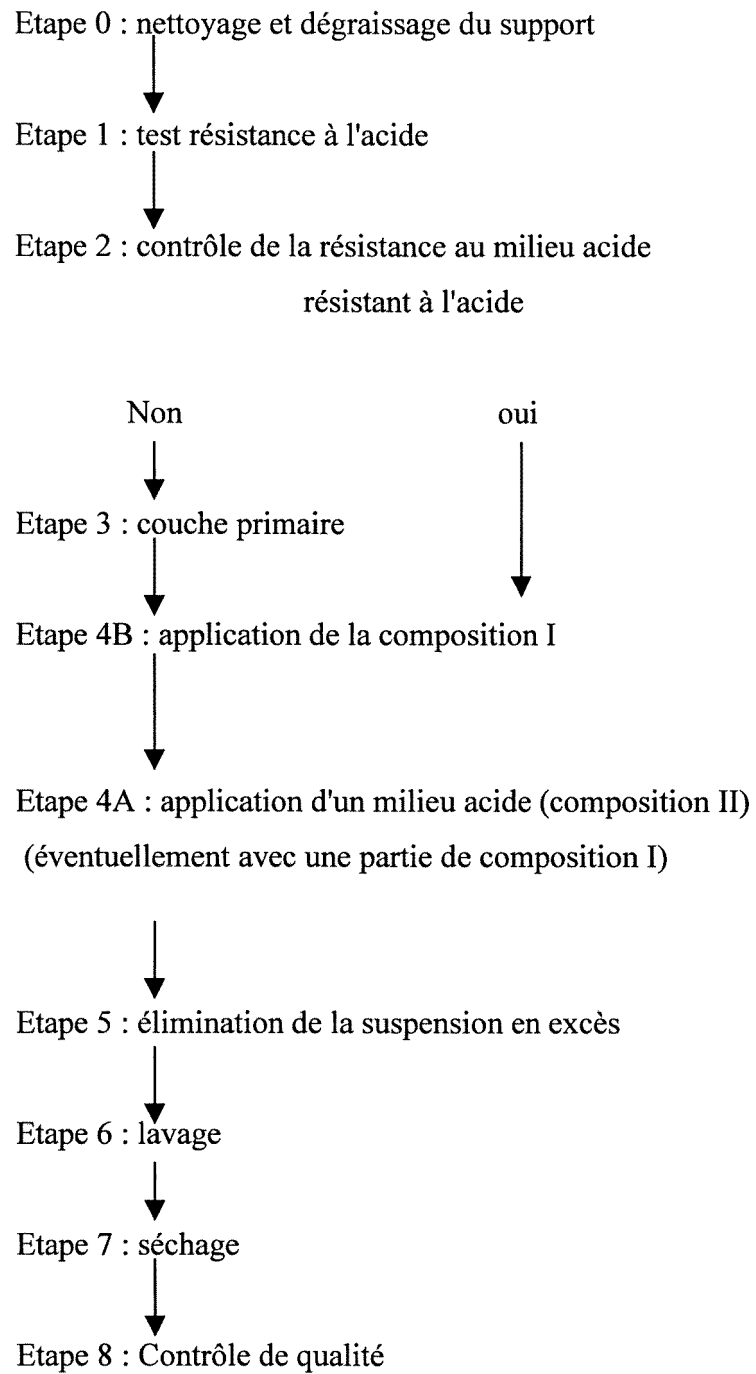 Etape 0 : nettoyage et dégraissage du support
Etape 1 : test résistance à l'acide
Etape 2 : contrôle de la résistance au milieu acide
résistant à l'acide
Non oui
Etape 3 : couche primaire
Etape 4B : application de la composition I
Etape 4A : application d'un milieu acide (composition II)
(éventuellement avec une partie de composition I)
Etape 5 : élimination de la suspension en excès
Etape 6 : lavage
Etape 7 : séchage
Etape 8 : Contrôle de qualité